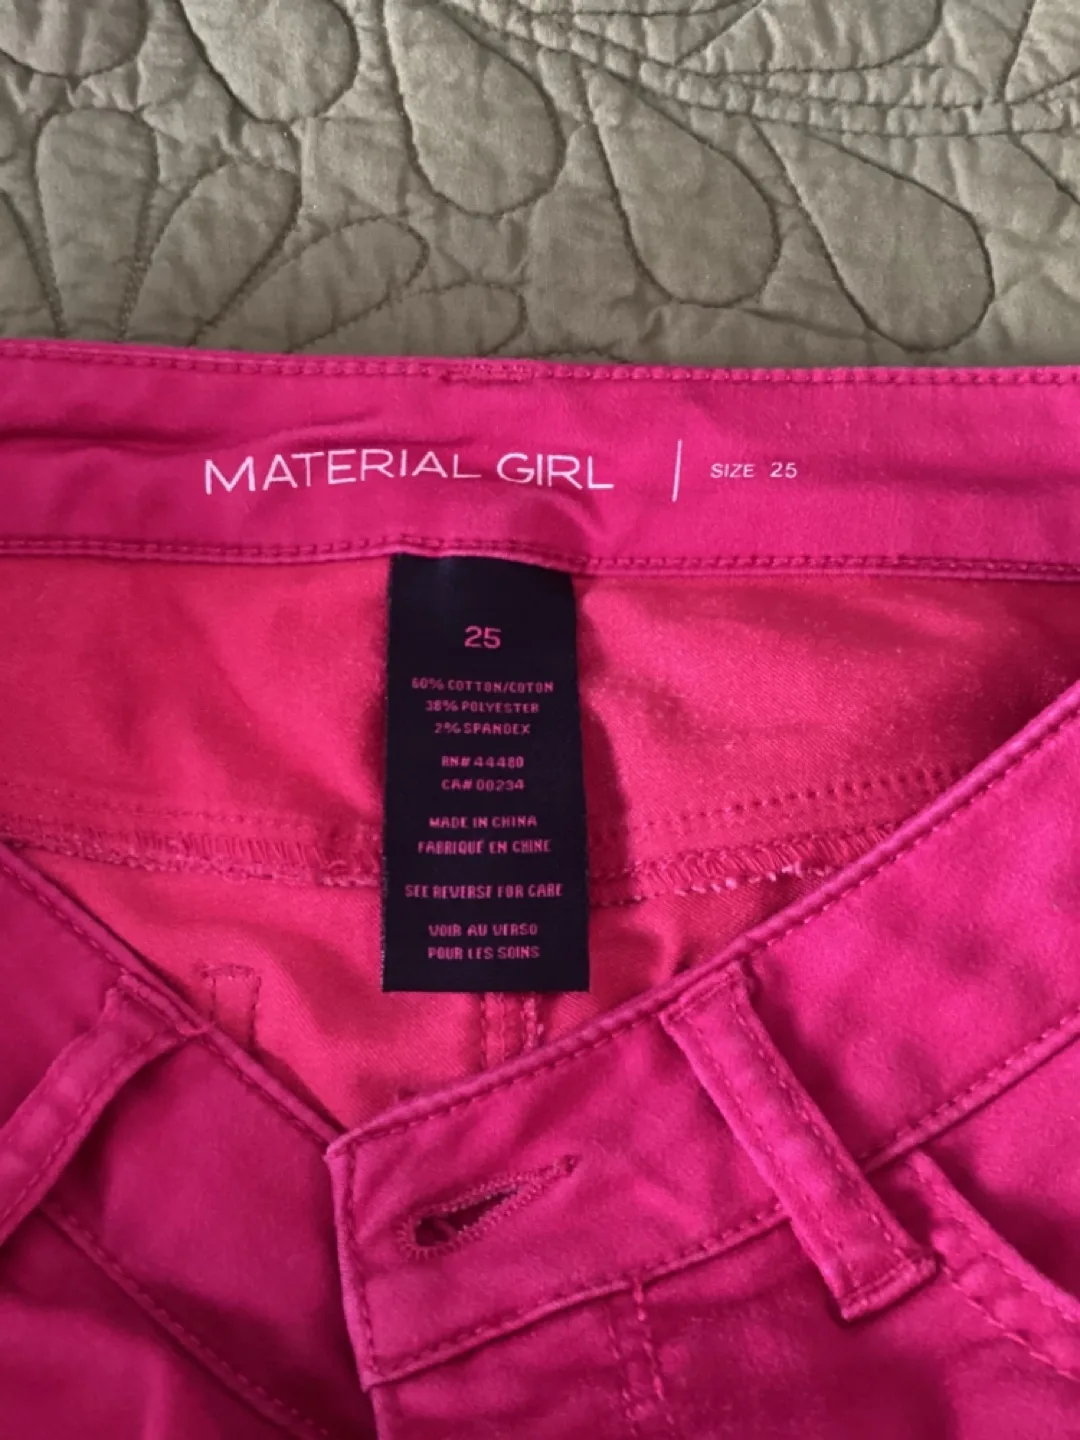 MATERIAL GIRL | SIZE 25
25
60% COTTON/COTON
38% POLYESTER
2% SPANDEX
RN# 44480
CA# 00234
MADE IN CHINA
FABRIQUÉ EN CHINE
SEE REVERSE FOR CARE
VOIR AU VERSO
POUR LES SOINS